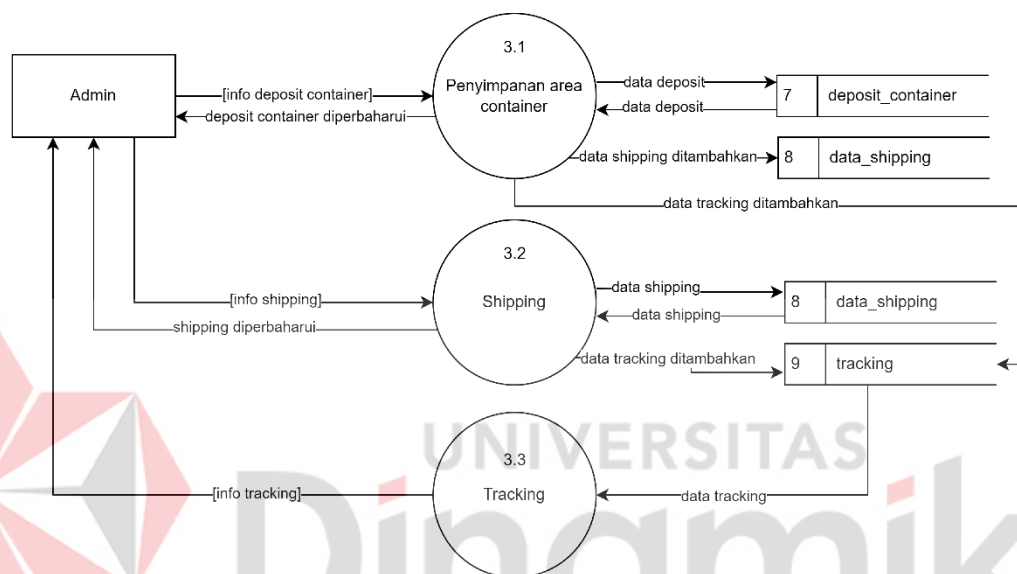 3.1
Admin
Penyimpanan area
container
[info deposit container]
deposit container diperbaharui
data deposit
data deposit
7
deposit_container
data shipping ditambahkan
8
data_shipping
data tracking ditambahkan
3.2
Shipping
[info shipping]
shipping diperbaharui
data shipping
data shipping
8
data_shipping
data tracking ditambahkan
9
tracking
UNIVERSITAS
Dinamik
3.3
Tracking
[info tracking]
data tracking